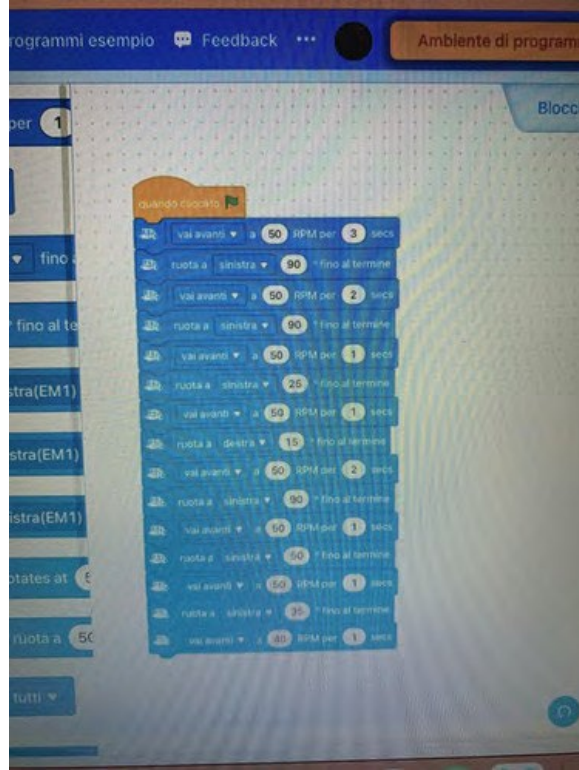 rogrammi esempio Feedback ••• Ambiente di program
Blocc
per 1
fino
° fino al te
stra(EM1)
stra(EM1)
istra(EM1)
otates at 5
ruota a 50
tutti
quando cliccato
vai avanti a 50 RPM per 3 secs
ruota a sinistra 90 ° fino al termine
vai avanti a 50 RPM per 2 secs
ruota a sinistra 90 ° fino al termine
vai avanti a 50 RPM per 1 secs
ruota a sinistra 25 ° fino al termine
vai avanti a 50 RPM per 1 secs
ruota a destra 15 ° fino al termine
vai avanti a 50 RPM per 2 secs
ruota a sinistra 90 ° fino al termine
vai avanti a 50 RPM per 1 secs
ruota a sinistra 50 ° fino al termine
vai avanti a 50 RPM per 1 secs
ruota a sinistra 35 ° fino al termine
vai avanti a 40 RPM per 1 secs